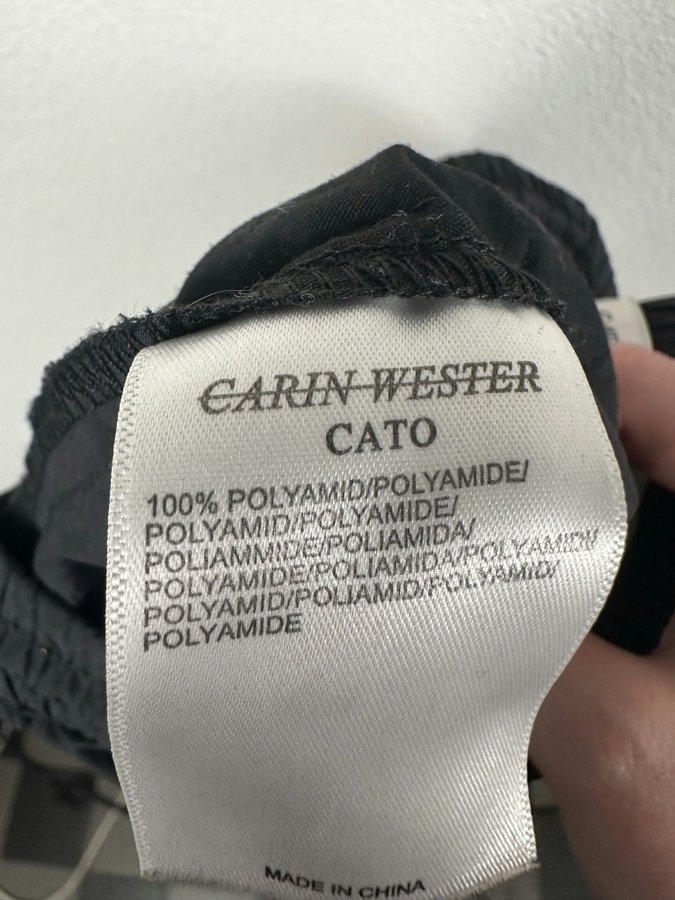 CARIN WESTER
CATO
100% POLYAMID/POLYAMIDE/
POLYAMID/POLYAMIDE/
POLIAMMIDE/POLIAMIDA/
POLYAMIDE/POLIAMIDA/POLYAMIDI/
POLYAMID/POLIAMID/POLYAMID/
POLYAMIDE
MADE IN CHINA